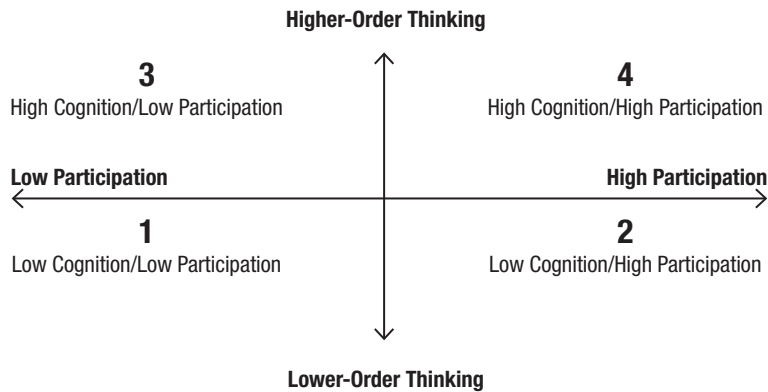 Higher-Order Thinking
3
High Cognition/Low Participation
4
High Cognition/High Participation
Low Participation
High Participation
1
Low Cognition/Low Participation
2
Low Cognition/High Participation
Lower-Order Thinking